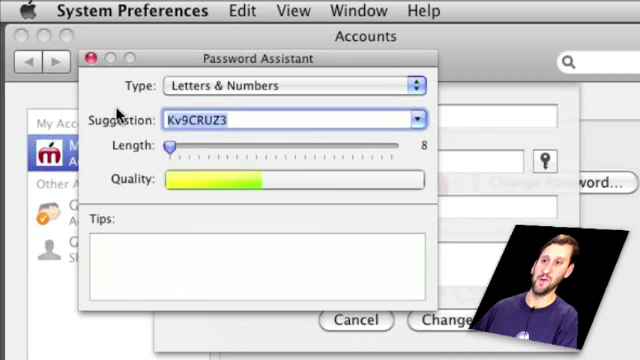 System Preferences Edit View Window Help
Accounts
Password Assistant
Type: Letters & Numbers
Suggestion: Kv9CRUZ3
Length: 8
Quality:
Tips:
My Acc
M
A
Other A
G
G
Sh
Change Password...
Cancel
Change